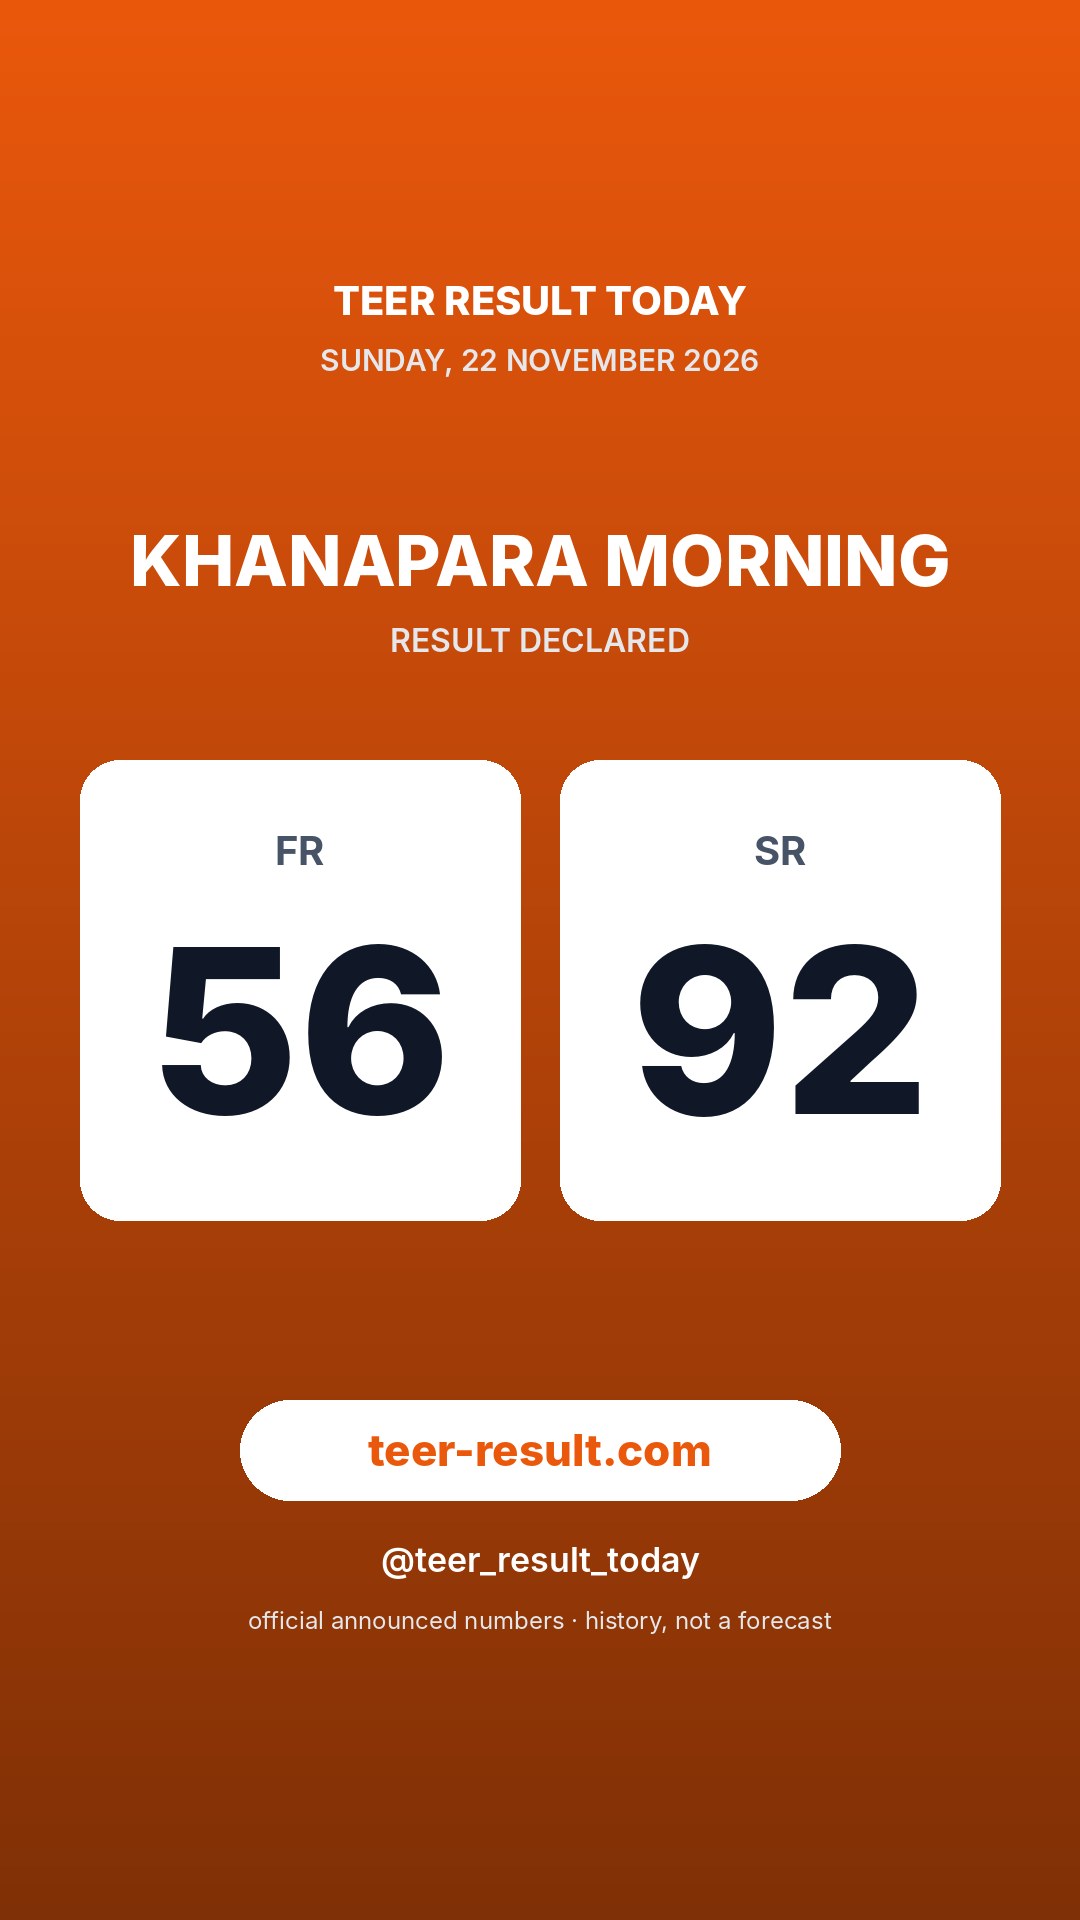 TEER RESULT TODAY
SUNDAY, 22 NOVEMBER 2026
KHANAPARA MORNING
RESULT DECLARED
FR
56
SR
92
teer-result.com
@teer_result_today
official announced numbers · history, not a forecast